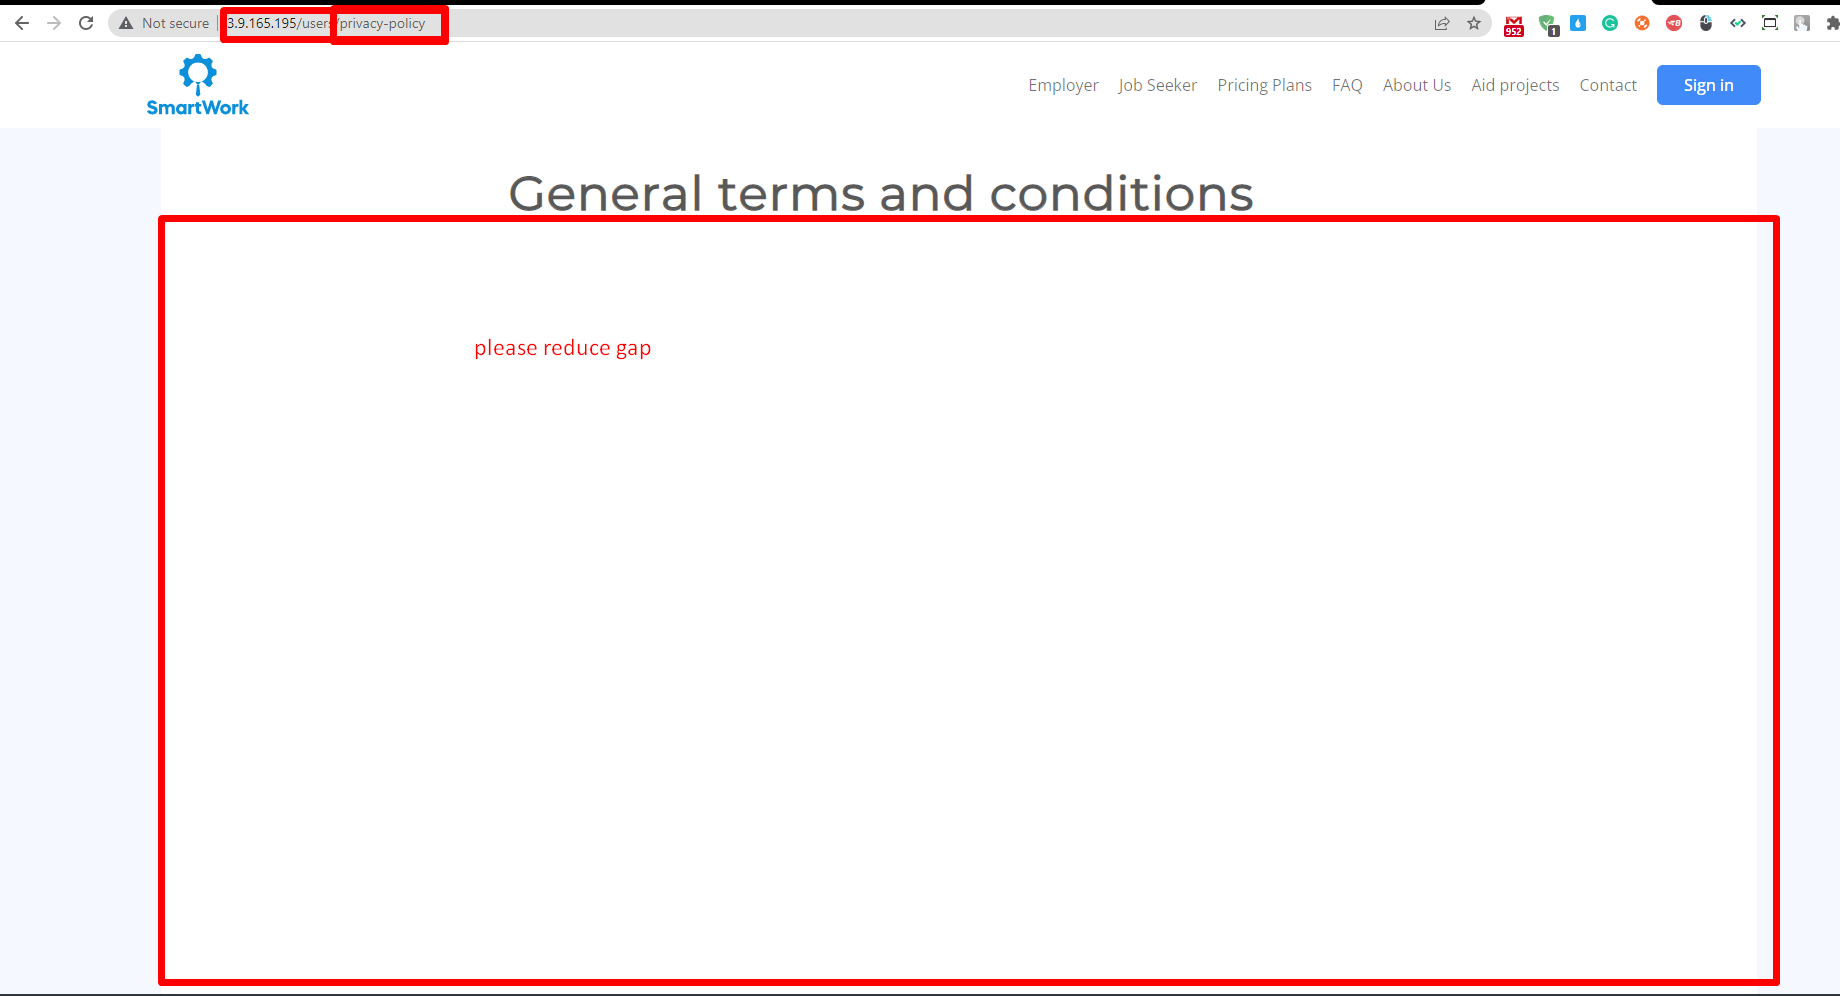 Not secure | 3.9.165.195/users/privacy-policy
952
1
SmartWork
Employer Job Seeker Pricing Plans FAQ About Us Aid projects Contact Sign in
General terms and conditions
please reduce gap